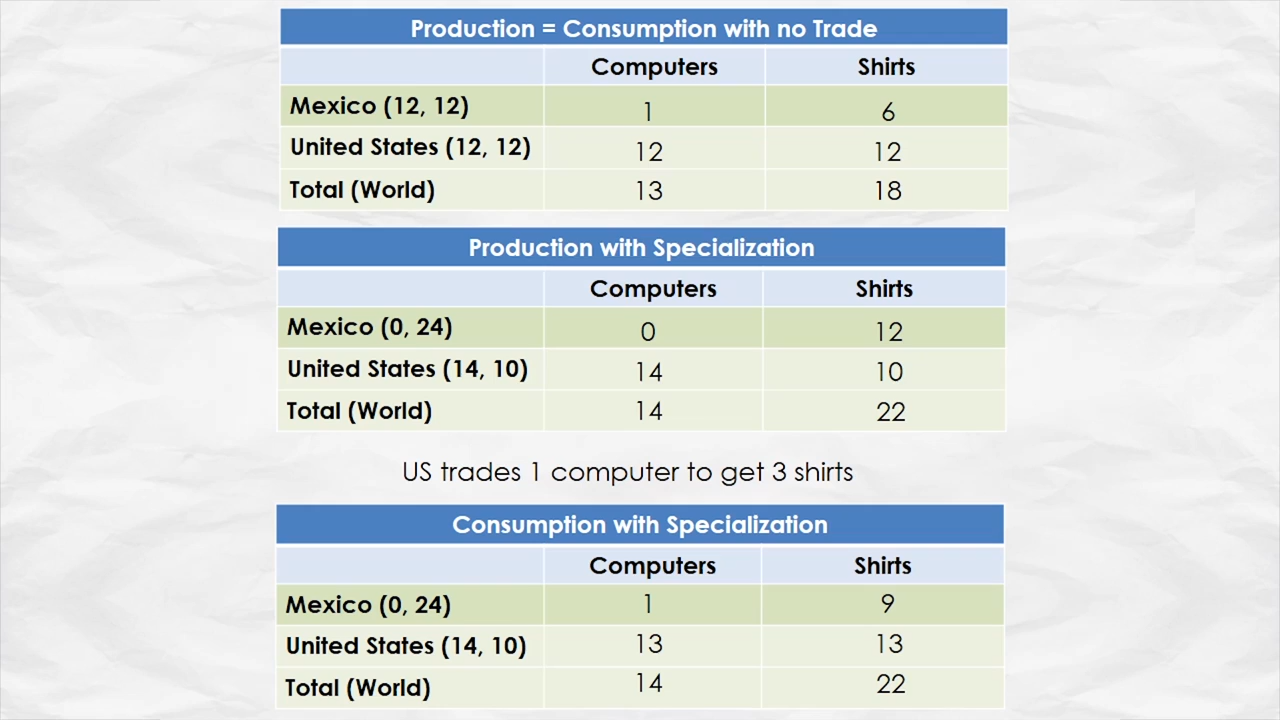 Production = Consumption with no Trade
Computers Shirts
Mexico (12, 12) 1 6
United States (12, 12) 12 12
Total (World) 13 18
Production with Specialization
Computers Shirts
Mexico (0, 24) 0 12
United States (14, 10) 14 10
Total (World) 14 22
US trades 1 computer to get 3 shirts
Consumption with Specialization
Computers Shirts
Mexico (0, 24) 1 9
United States (14, 10) 13 13
Total (World) 14 22